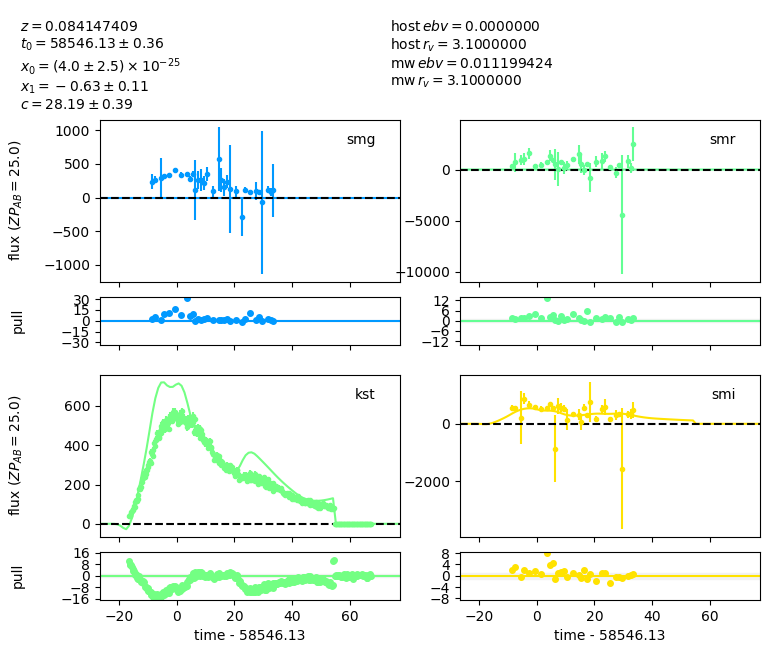 z = 0.084147409
t₀ = 58546.13 ± 0.36
x₀ = (4.0 ± 2.5) × 10⁻²⁵
x₁ = − 0.63 ± 0.11
c = 28.19 ± 0.39
host ebv = 0.0000000
host r_v = 3.1000000
mw ebv = 0.011199424
mw r_v = 3.1000000
flux (ZP_AB = 25.0)
1000
500
0
−500
−1000
smg
0
−5000
−10000
smr
pull
30
15
0
−15
−30
12
6
0
−6
−12
flux (ZP_AB = 25.0)
600
400
200
0
kst
0
−2000
smi
pull
16
8
0
−8
−16
8
4
0
−4
−8
−20 0 20 40 60
−20 0 20 40 60
time - 58546.13
time - 58546.13